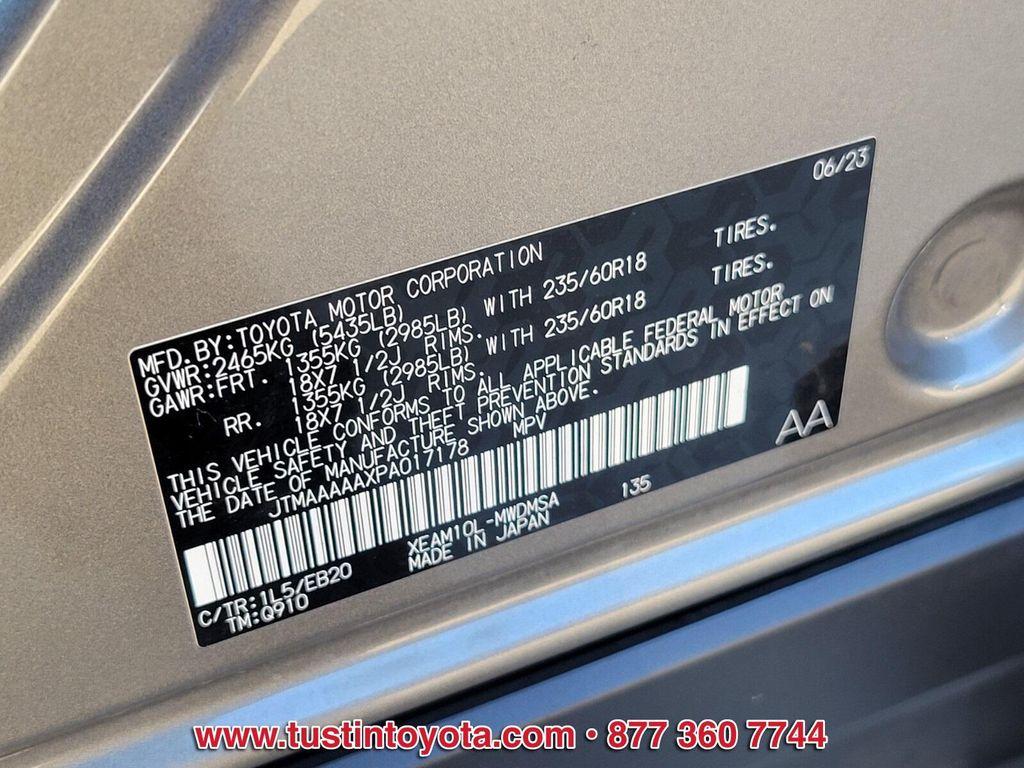 06/23
MFD.BY:TOYOTA MOTOR CORPORATION
GVWR:2465KG (5435LB)
GAWR:FRT. 1355KG (2985LB) WITH 235/60R18 TIRES.
18X7 1/2J RIMS.
RR. 1355KG (2985LB) WITH 235/60R18 TIRES.
18X7 1/2J RIMS.
THIS VEHICLE CONFORMS TO ALL APPLICABLE FEDERAL MOTOR
VEHICLE SAFETY AND THEFT PREVENTION STANDARDS IN EFFECT ON
THE DATE OF MANUFACTURE SHOWN ABOVE.
JTMAAAAAXPA017178 MPV
AA
C/TR:1L5/EB20 XEAM10L-MWDMSA 135
TM:Q910 MADE IN JAPAN
www.tustintoyota.com • 877 360 7744